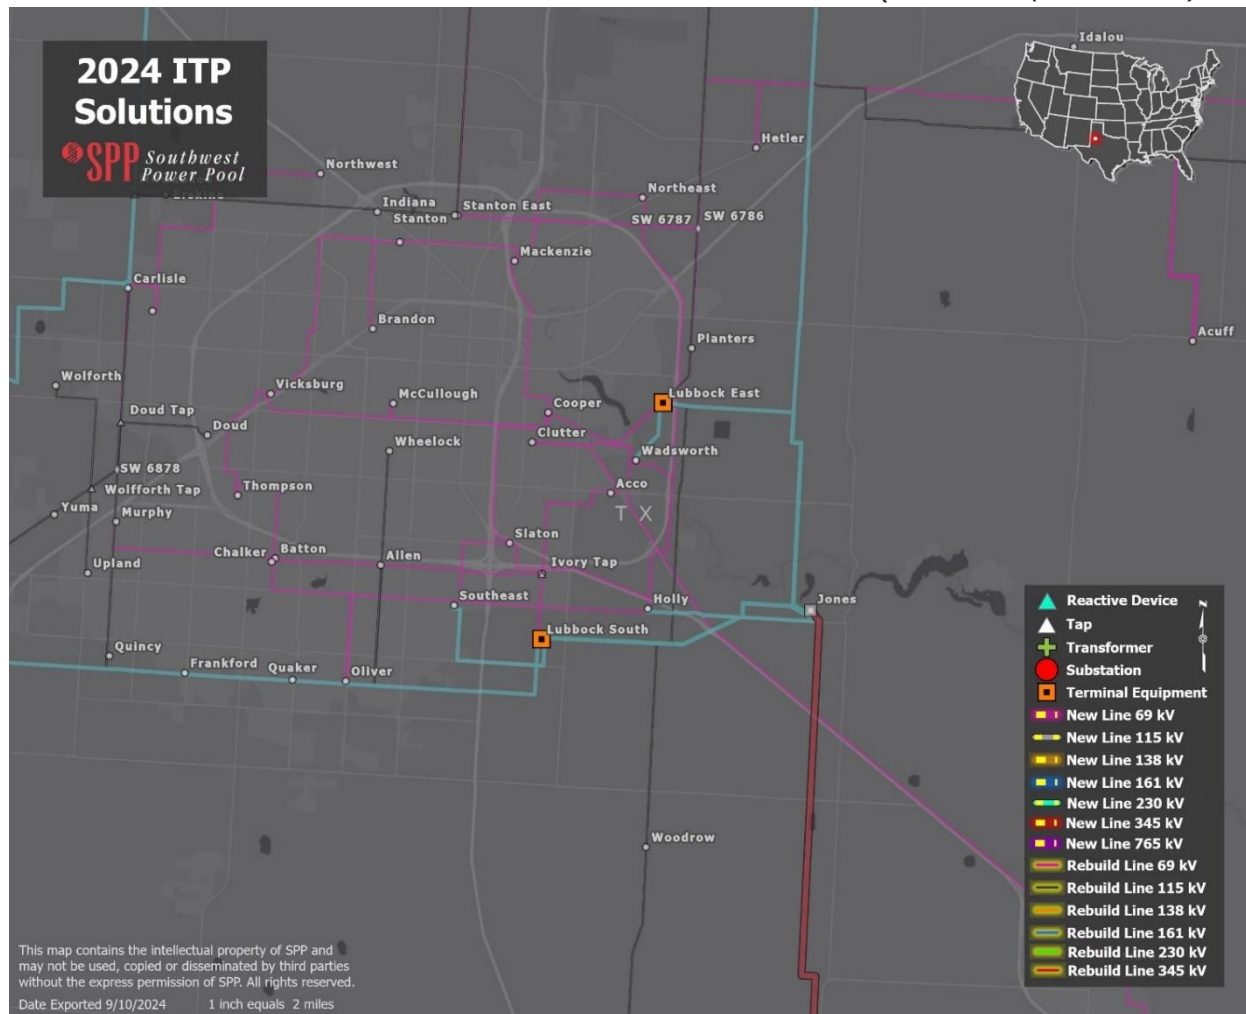 2024 ITP
Solutions
SPP Southwest
Power Pool
Idalou
Hetler
Northwest
Erskine
Northeast
Indiana
Stanton East
Stanton
SW 6787
SW 6786
Mackenzie
Carlisle
Brandon
Acuff
Planters
Wolforth
Vicksburg
McCullough
Lubbock East
Doud Tap
Cooper
Doud
Clutter
Wheelock
Wadsworth
SW 6878
Wolfforth Tap
Thompson
Acco
Yuma
Murphy
T X
Slaton
Chalker
Batton
Allen
Ivory Tap
Upland
Southeast
Holly
Jones
Lubbock South
Quincy
Frankford
Quaker
Oliver
Woodrow
N
Reactive Device
Tap
Transformer
Substation
Terminal Equipment
New Line 69 kV
New Line 115 kV
New Line 138 kV
New Line 161 kV
New Line 230 kV
New Line 345 kV
New Line 765 kV
Rebuild Line 69 kV
Rebuild Line 115 kV
Rebuild Line 138 kV
Rebuild Line 161 kV
Rebuild Line 230 kV
Rebuild Line 345 kV
This map contains the intellectual property of SPP and
may not be used, copied or disseminated by third parties
without the express permission of SPP. All rights reserved.
Date Exported 9/10/2024 1 inch equals 2 miles